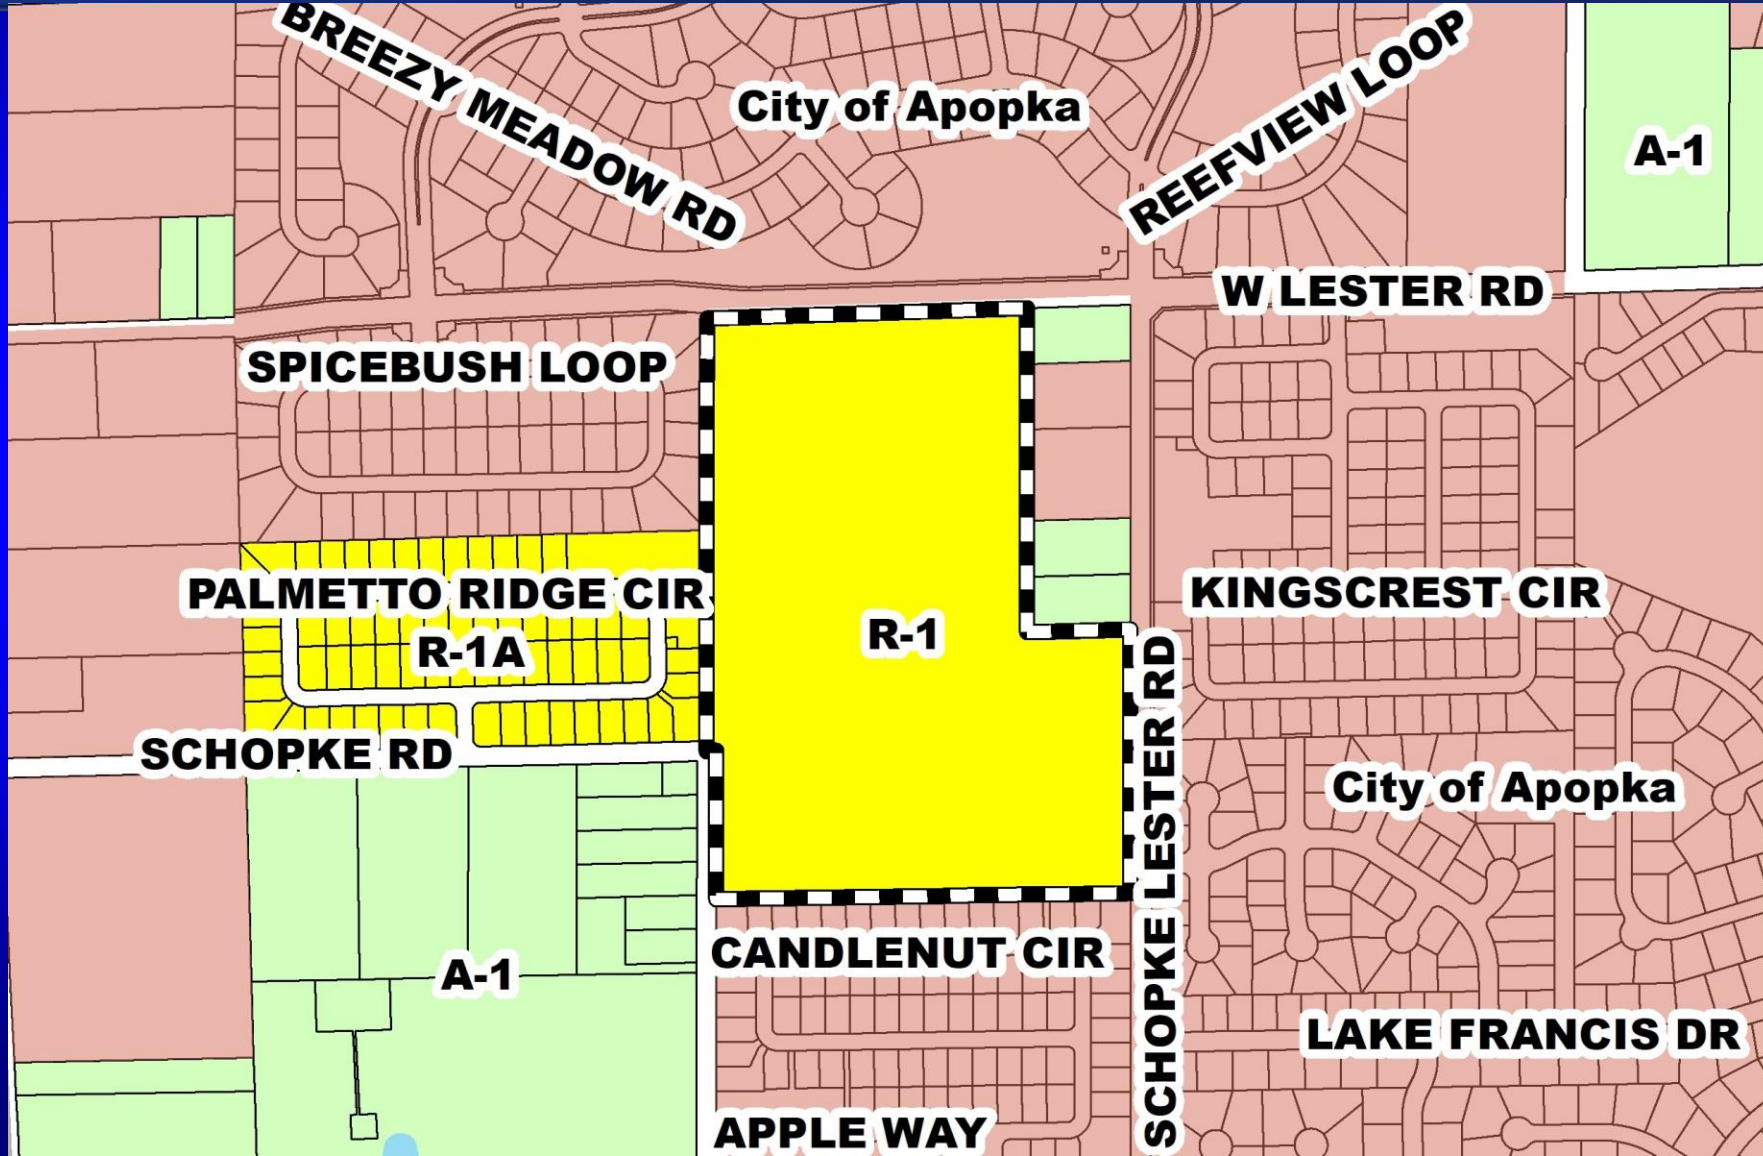 BREEZY MEADOW RD
City of Apopka
REEFVIEW LOOP
A-1
W LESTER RD
SPICEBUSH LOOP
PALMETTO RIDGE CIR
R-1A
R-1
KINGSCREST CIR
SCHOPKE RD
SCHOPKE LESTER RD
City of Apopka
A-1
CANDLENUT CIR
LAKE FRANCIS DR
APPLE WAY